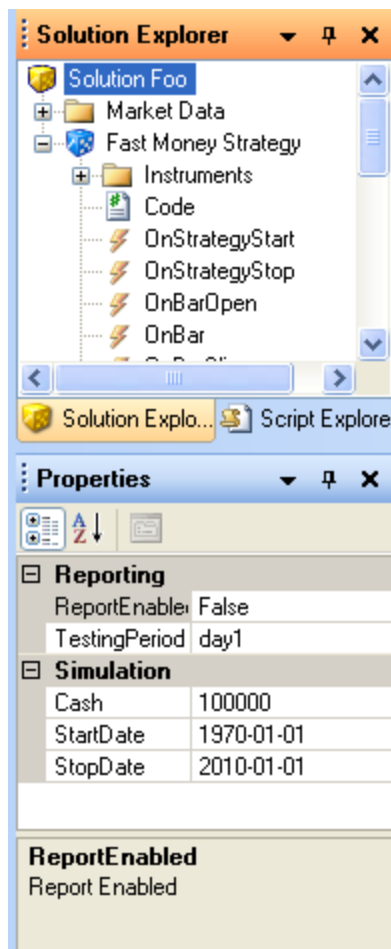 Solution Explorer
Solution Foo
Market Data
Fast Money Strategy
Instruments
Code
OnStrategyStart
OnStrategyStop
OnBarOpen
OnBar
Solution Explo... Script Explore
Properties
Reporting
ReportEnable False
TestingPeriod day1
Simulation
Cash 100000
StartDate 1970-01-01
StopDate 2010-01-01
ReportEnabled
Report Enabled